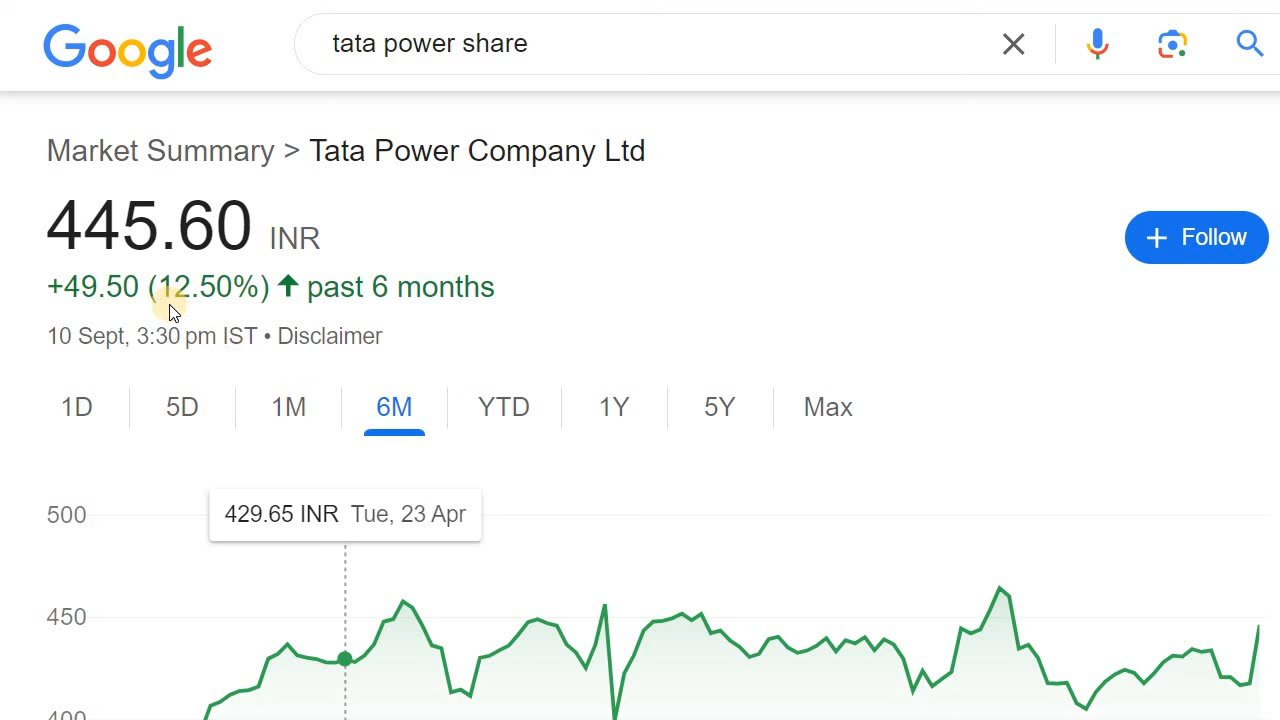 Google
tata power share
Market Summary > Tata Power Company Ltd
445.60 INR
+ Follow
+49.50 (12.50%) ↑ past 6 months
10 Sept, 3:30 pm IST • Disclaimer
1D 5D 1M 6M YTD 1Y 5Y Max
500
429.65 INR Tue, 23 Apr
450
400